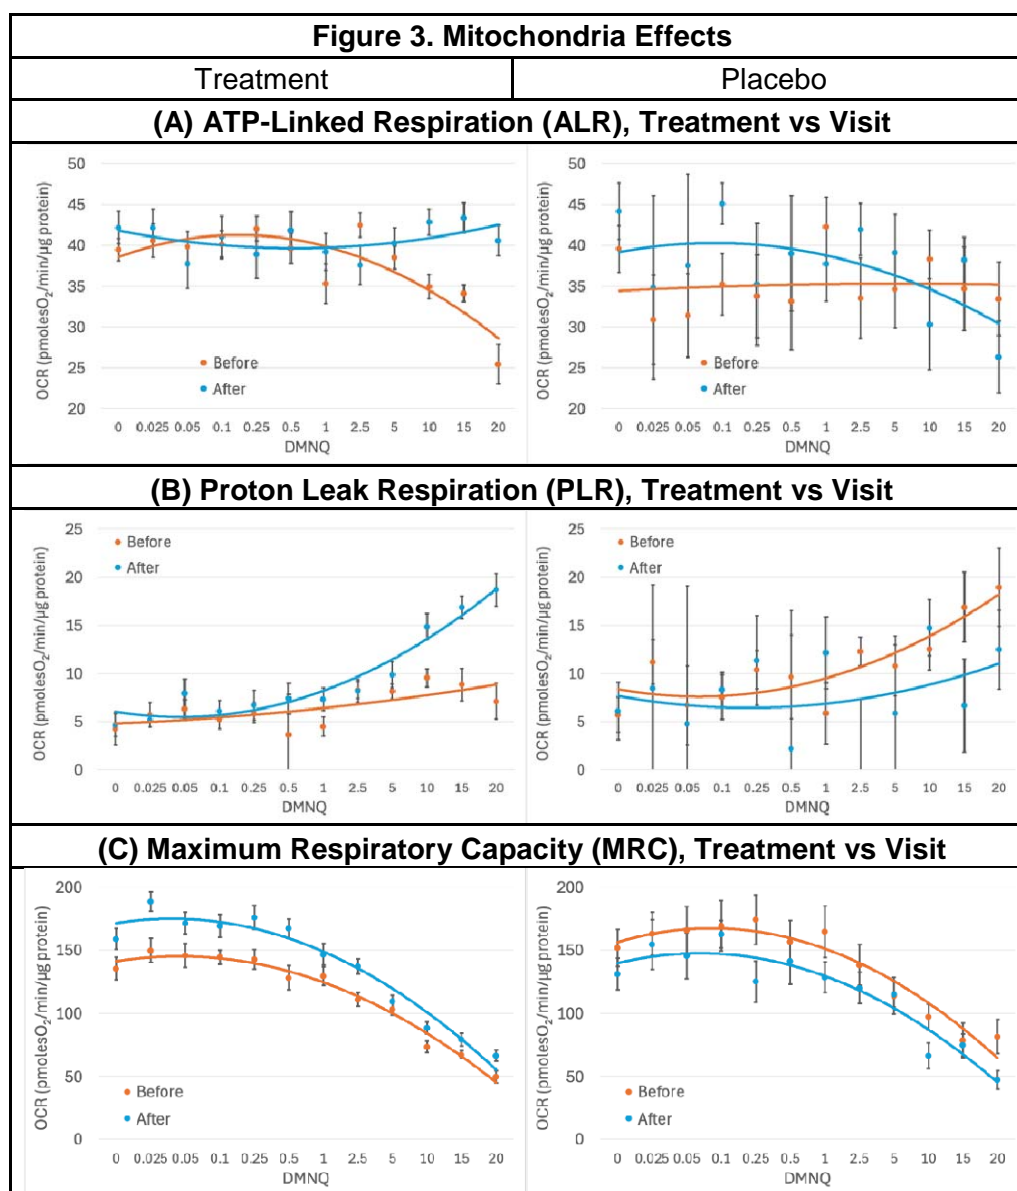 Figure 3. Mitochondria Effects
Treatment
Placebo
(A) ATP-Linked Respiration (ALR), Treatment vs Visit
OCR (pmolesO₂/min/µg protein)
50
45
40
35
30
25
20
Before
After
0 0.025 0.05 0.1 0.25 0.5 1 2.5 5 10 15 20
DMNQ
OCR (pmolesO₂/min/µg protein)
50
45
40
35
30
25
20
Before
After
0 0.025 0.05 0.1 0.25 0.5 1 2.5 5 10 15 20
DMNQ
(B) Proton Leak Respiration (PLR), Treatment vs Visit
OCR (pmolesO₂/min/µg protein)
25
20
15
10
5
0
Before
After
0 0.025 0.05 0.1 0.25 0.5 1 2.5 5 10 15 20
DMNQ
OCR (pmolesO₂/min/µg protein)
25
20
15
10
5
0
Before
After
0 0.025 0.05 0.1 0.25 0.5 1 2.5 5 10 15 20
DMNQ
(C) Maximum Respiratory Capacity (MRC), Treatment vs Visit
OCR (pmolesO₂/min/µg protein)
200
150
100
50
0
Before
After
0 0.025 0.05 0.1 0.25 0.5 1 2.5 5 10 15 20
DMNQ
OCR (pmolesO₂/min/µg protein)
200
150
100
50
0
Before
After
0 0.025 0.05 0.1 0.25 0.5 1 2.5 5 10 15 20
DMNQ